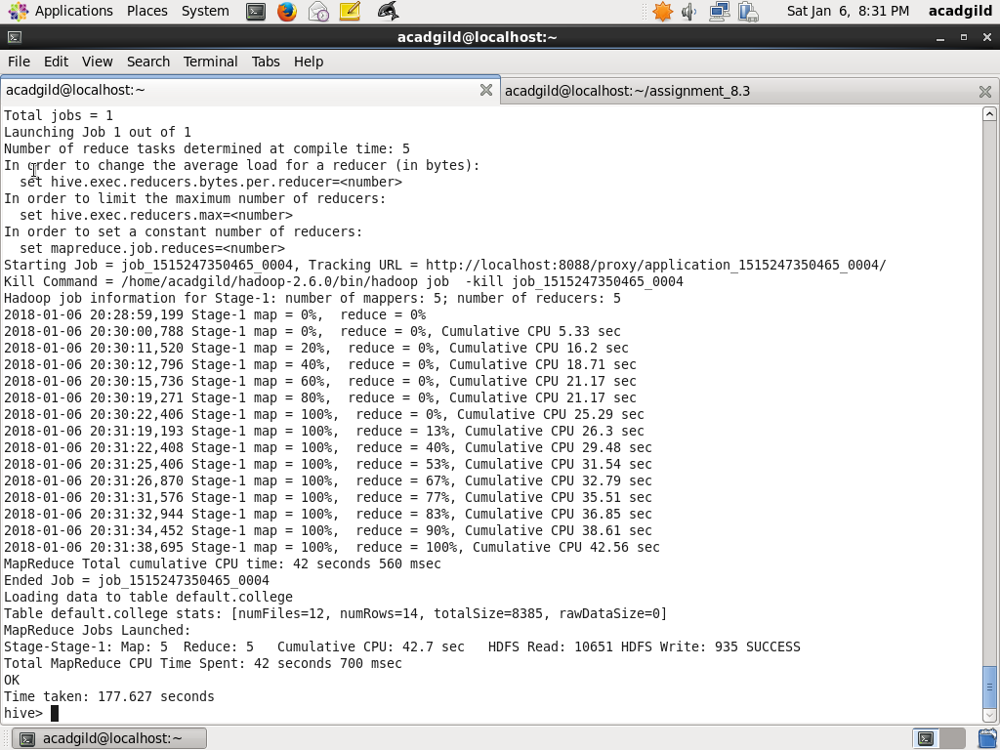 Applications Places System Sat Jan 6, 8:31 PM acadgild
acadgild@localhost:~
File Edit View Search Terminal Tabs Help
acadgild@localhost:~ acadgild@localhost:~/assignment_8.3
Total jobs = 1
Launching Job 1 out of 1
Number of reduce tasks determined at compile time: 5
In order to change the average load for a reducer (in bytes):
  set hive.exec.reducers.bytes.per.reducer=<number>
In order to limit the maximum number of reducers:
  set hive.exec.reducers.max=<number>
In order to set a constant number of reducers:
  set mapreduce.job.reduces=<number>
Starting Job = job_1515247350465_0004, Tracking URL = http://localhost:8088/proxy/application_1515247350465_0004/
Kill Command = /home/acadgild/hadoop-2.6.0/bin/hadoop job  -kill job_1515247350465_0004
Hadoop job information for Stage-1: number of mappers: 5; number of reducers: 5
2018-01-06 20:28:59,199 Stage-1 map = 0%,  reduce = 0%
2018-01-06 20:30:00,788 Stage-1 map = 0%,  reduce = 0%, Cumulative CPU 5.33 sec
2018-01-06 20:30:11,520 Stage-1 map = 20%,  reduce = 0%, Cumulative CPU 16.2 sec
2018-01-06 20:30:12,796 Stage-1 map = 40%,  reduce = 0%, Cumulative CPU 18.71 sec
2018-01-06 20:30:15,736 Stage-1 map = 60%,  reduce = 0%, Cumulative CPU 21.17 sec
2018-01-06 20:30:19,271 Stage-1 map = 80%,  reduce = 0%, Cumulative CPU 21.17 sec
2018-01-06 20:30:22,406 Stage-1 map = 100%,  reduce = 0%, Cumulative CPU 25.29 sec
2018-01-06 20:31:19,193 Stage-1 map = 100%,  reduce = 13%, Cumulative CPU 26.3 sec
2018-01-06 20:31:22,408 Stage-1 map = 100%,  reduce = 40%, Cumulative CPU 29.48 sec
2018-01-06 20:31:25,406 Stage-1 map = 100%,  reduce = 53%, Cumulative CPU 31.54 sec
2018-01-06 20:31:26,870 Stage-1 map = 100%,  reduce = 67%, Cumulative CPU 32.79 sec
2018-01-06 20:31:31,576 Stage-1 map = 100%,  reduce = 77%, Cumulative CPU 35.51 sec
2018-01-06 20:31:32,944 Stage-1 map = 100%,  reduce = 83%, Cumulative CPU 36.85 sec
2018-01-06 20:31:34,452 Stage-1 map = 100%,  reduce = 90%, Cumulative CPU 38.61 sec
2018-01-06 20:31:38,695 Stage-1 map = 100%,  reduce = 100%, Cumulative CPU 42.56 sec
MapReduce Total cumulative CPU time: 42 seconds 560 msec
Ended Job = job_1515247350465_0004
Loading data to table default.college
Table default.college stats: [numFiles=12, numRows=14, totalSize=8385, rawDataSize=0]
MapReduce Jobs Launched:
Stage-Stage-1: Map: 5  Reduce: 5   Cumulative CPU: 42.7 sec   HDFS Read: 10651 HDFS Write: 935 SUCCESS
Total MapReduce CPU Time Spent: 42 seconds 700 msec
OK
Time taken: 177.627 seconds
hive>
acadgild@localhost:~